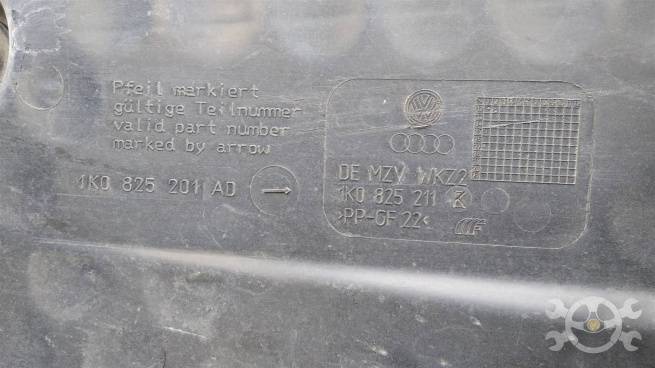 Pfeil markiert
gültige Teilnummer
valid part number
marked by arrow
1K0 825 201 AD
DE MZV WKZ2
1K0 825 211
>PP-GF 22<